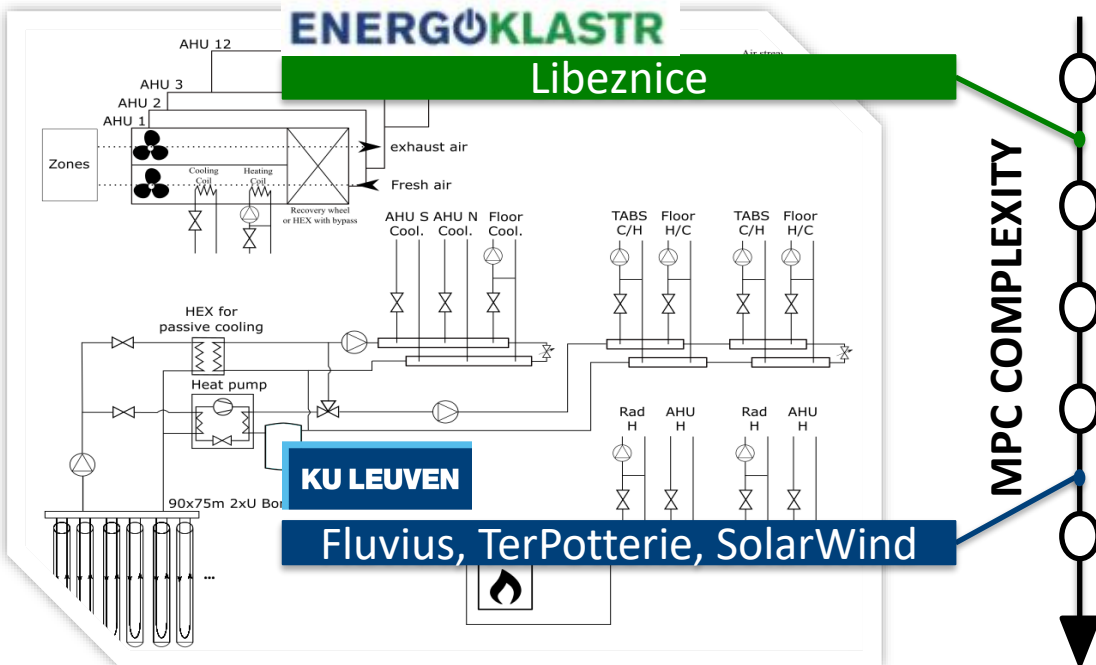 ENERGÖKLASTR
Libeznice
AHU 12
AHU 3
AHU 2
AHU 1
Zones
exhaust air
Fresh air
Cooling
Coil
Heating
Coil
Recovery wheel
or HEX with bypass
AHU S AHU N Floor
Cool. Cool. Cool.
TABS Floor
C/H H/C
TABS Floor
C/H H/C
HEX for
passive cooling
Heat pump
Rad AHU
H H
Rad AHU
H H
KU LEUVEN
90x75m 2xU
Fluvius, TerPotterie, SolarWind
...
MPC COMPLEXITY